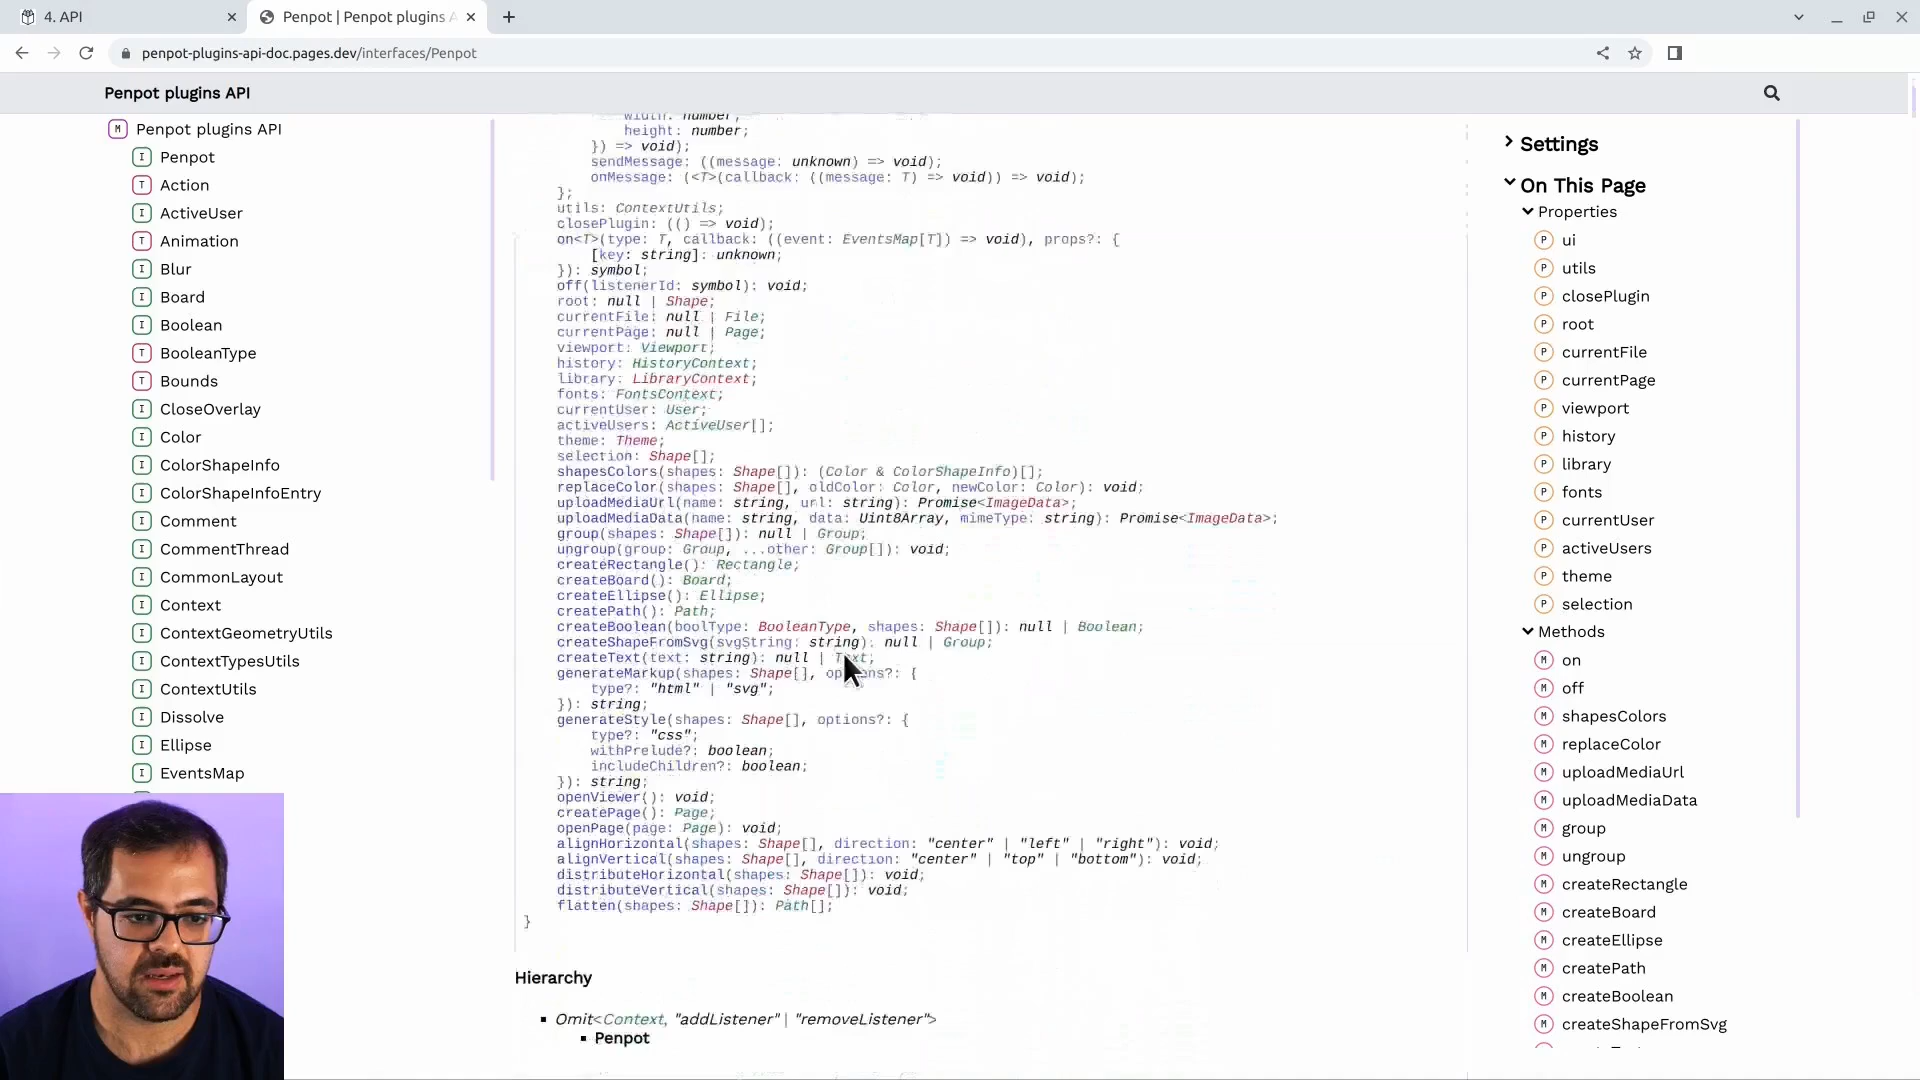 4. API
Penpot | Penpot plugins A
penpot-plugins-api-doc.pages.dev/interfaces/Penpot
Penpot plugins API
Penpot plugins API
Penpot
Action
ActiveUser
Animation
Blur
Board
Boolean
BooleanType
Bounds
CloseOverlay
Color
ColorShapeInfo
ColorShapeInfoEntry
Comment
CommentThread
CommonLayout
Context
ContextGeometryUtils
ContextTypesUtils
ContextUtils
Dissolve
Ellipse
EventsMap
width: number;
height: number;
}) => void);
sendMessage: ((message: unknown) => void);
onMessage: (<T>(callback: ((message: T) => void)) => void);
};
utils: ContextUtils;
closePlugin: (() => void);
on<T>(type: T, callback: ((event: EventsMap[T]) => void), props?: {
[key: string]: unknown;
}): symbol;
off(listenerId: symbol): void;
root: null | Shape;
currentFile: null | File;
currentPage: null | Page;
viewport: Viewport;
history: HistoryContext;
library: LibraryContext;
fonts: FontsContext;
currentUser: User;
activeUsers: ActiveUser[];
theme: Theme;
selection: Shape[];
shapesColors(shapes: Shape[]): (Color & ColorShapeInfo)[];
replaceColor(shapes: Shape[], oldColor: Color, newColor: Color): void;
uploadMediaUrl(name: string, url: string): Promise<ImageData>;
uploadMediaData(name: string, data: Uint8Array, mimeType: string): Promise<ImageData>;
group(shapes: Shape[]): null | Group;
ungroup(group: Group, ...other: Group[]): void;
createRectangle(): Rectangle;
createBoard(): Board;
createEllipse(): Ellipse;
createPath(): Path;
createBoolean(boolType: BooleanType, shapes: Shape[]): null | Boolean;
createShapeFromSvg(svgString: string): null | Group;
createText(text: string): null | Text;
generateMarkup(shapes: Shape[], options?: {
type?: "html" | "svg";
}): string;
generateStyle(shapes: Shape[], options?: {
type?: "css";
withPrelude?: boolean;
includeChildren?: boolean;
}): string;
openViewer(): void;
createPage(): Page;
openPage(page: Page): void;
alignHorizontal(shapes: Shape[], direction: "center" | "left" | "right"): void;
alignVertical(shapes: Shape[], direction: "center" | "top" | "bottom"): void;
distributeHorizontal(shapes: Shape[]): void;
distributeVertical(shapes: Shape[]): void;
flatten(shapes: Shape[]): Path[];
}
Hierarchy
Omit<Context, "addListener" | "removeListener">
Penpot
Settings
On This Page
Properties
ui
utils
closePlugin
root
currentFile
currentPage
viewport
history
library
fonts
currentUser
activeUsers
theme
selection
Methods
on
off
shapesColors
replaceColor
uploadMediaUrl
uploadMediaData
group
ungroup
createRectangle
createBoard
createEllipse
createPath
createBoolean
createShapeFromSvg